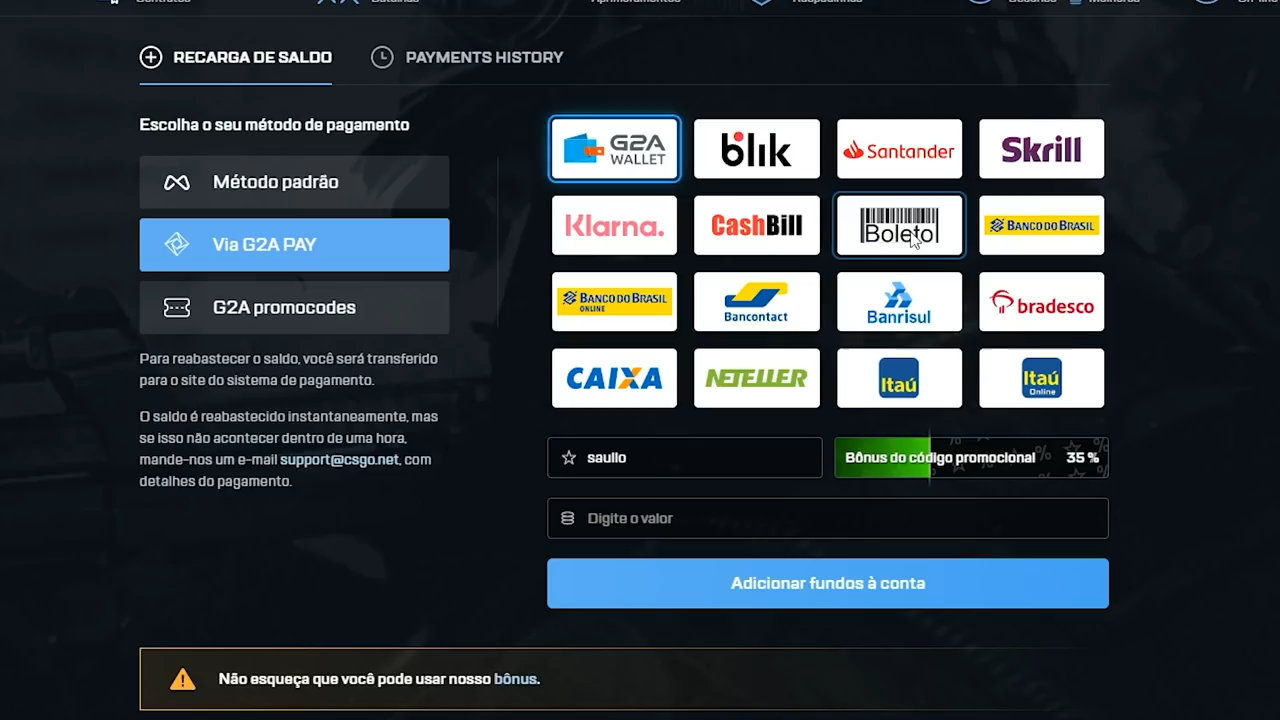 RECARGA DE SALDO
PAYMENTS HISTORY
Escolha o seu método de pagamento
Método padrão
Via G2A PAY
G2A promocodes
Para reabastecer o saldo, você será transferido
para o site do sistema de pagamento.
O saldo é reabastecido instantaneamente, mas
se isso não acontecer dentro de uma hora,
mande-nos um e-mail support@csgo.net, com
detalhes do pagamento.
G2A
WALLET
blik
Santander
Skrill
Klarna.
CashBill
Boleto
BANCO DO BRASIL
BANCO DO BRASIL
ONLINE
Bancontact
Banrisul
bradesco
CAIXA
NETELLER
Itaú
Itaú
Online
saullo
Bônus do código promocional 35 %
Digite o valor
Adicionar fundos à conta
Não esqueça que você pode usar nosso bônus.